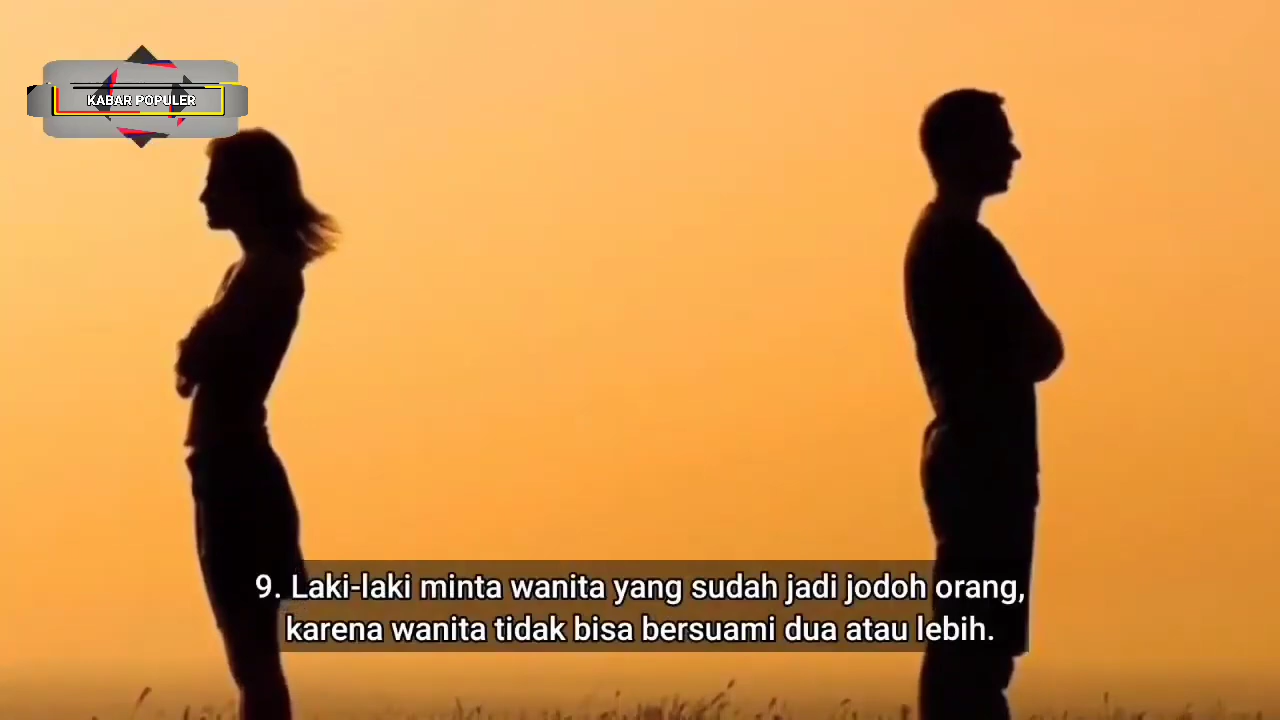 KABAR POPULER
9. Laki-laki minta wanita yang sudah jadi jodoh orang,
karena wanita tidak bisa bersuami dua atau lebih.